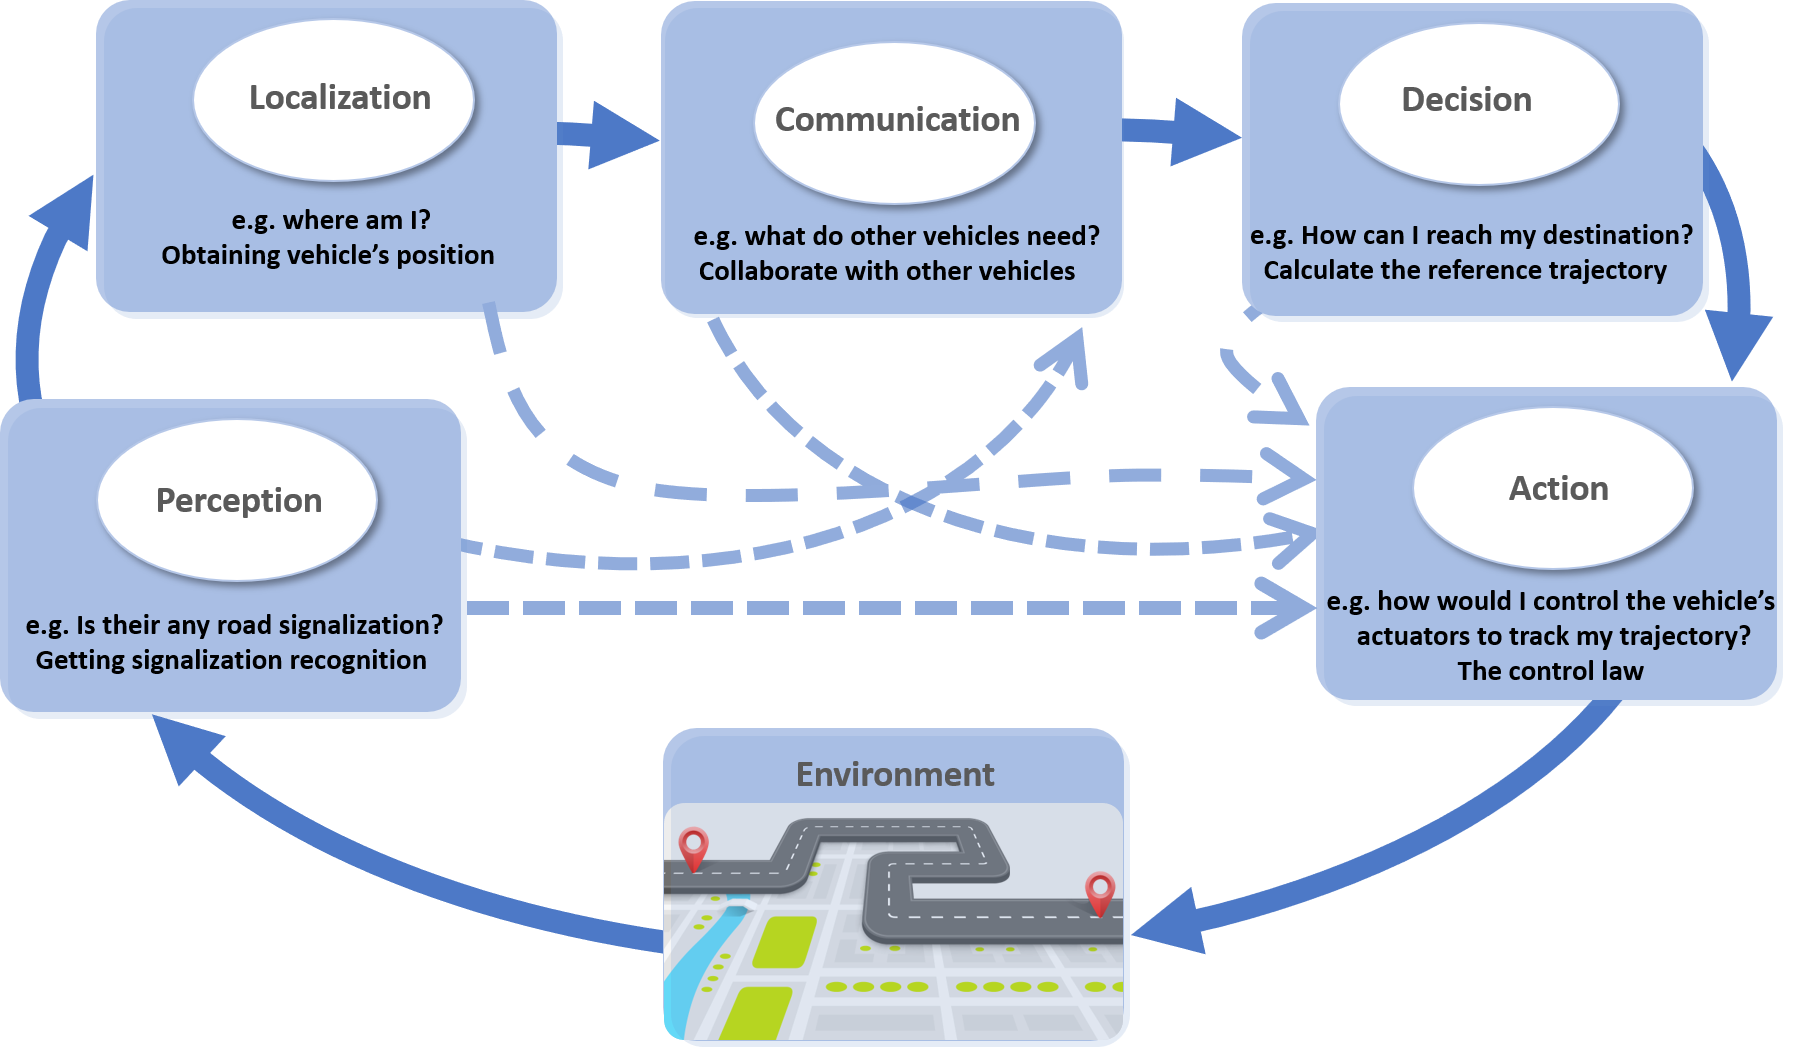 Localization
e.g. where am I?
Obtaining vehicle's position
Communication
e.g. what do other vehicles need?
Collaborate with other vehicles
Decision
e.g. How can I reach my destination?
Calculate the reference trajectory
Perception
e.g. Is their any road signalization?
Getting signalization recognition
Action
e.g. how would I control the vehicle's
actuators to track my trajectory?
The control law
Environment